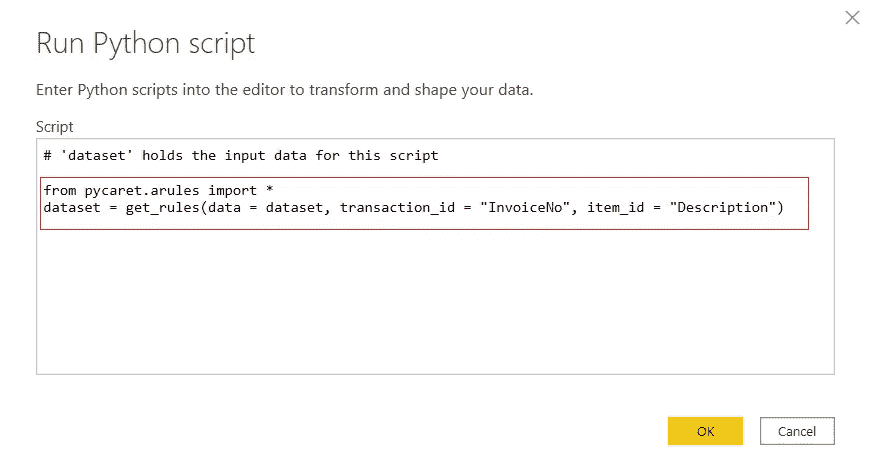 Run Python script
Enter Python scripts into the editor to transform and shape your data.
Script
# 'dataset' holds the input data for this script
from pycaret.arules import *
dataset = get_rules(data = dataset, transaction_id = "InvoiceNo", item_id = "Description")
OK
Cancel